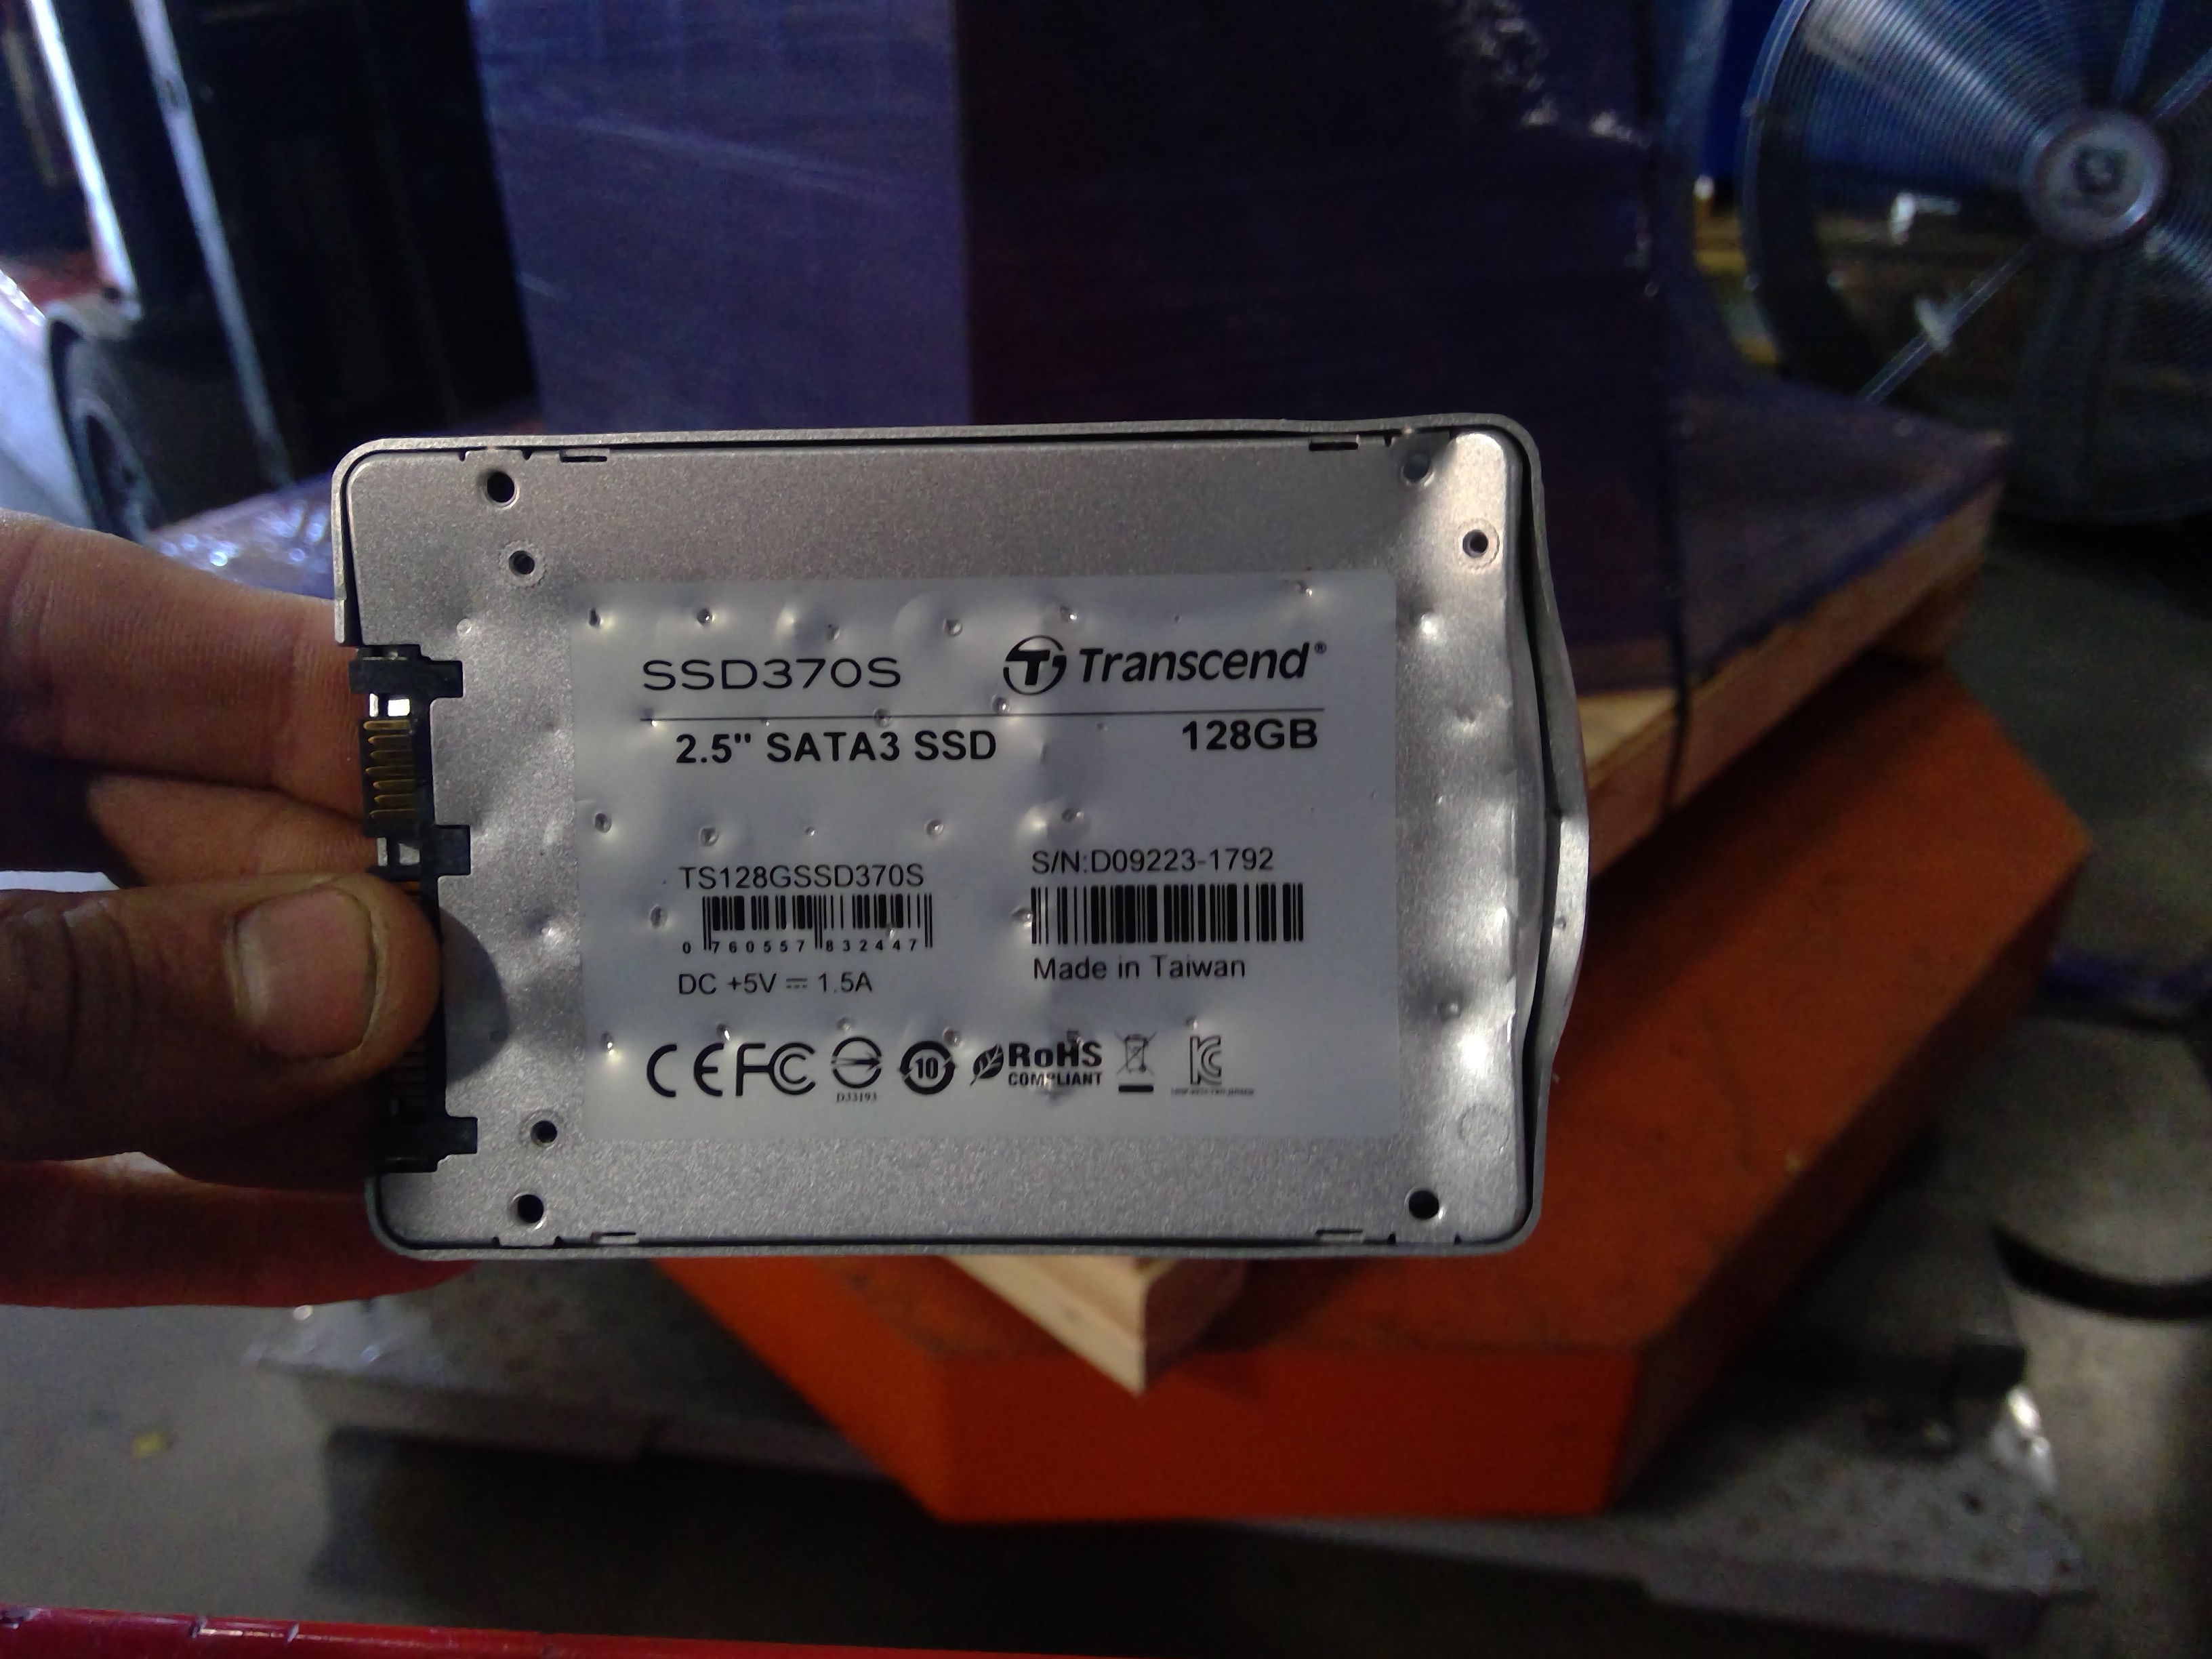 SSD370S Transcend®
2.5" SATA3 SSD 128GB
TS128GSSD370S
S/N:D09223-1792
0 760557 832447
DC +5V ⎓ 1.5A
Made in Taiwan
CE FC
D33193
10
RoHS
COMPLIANT